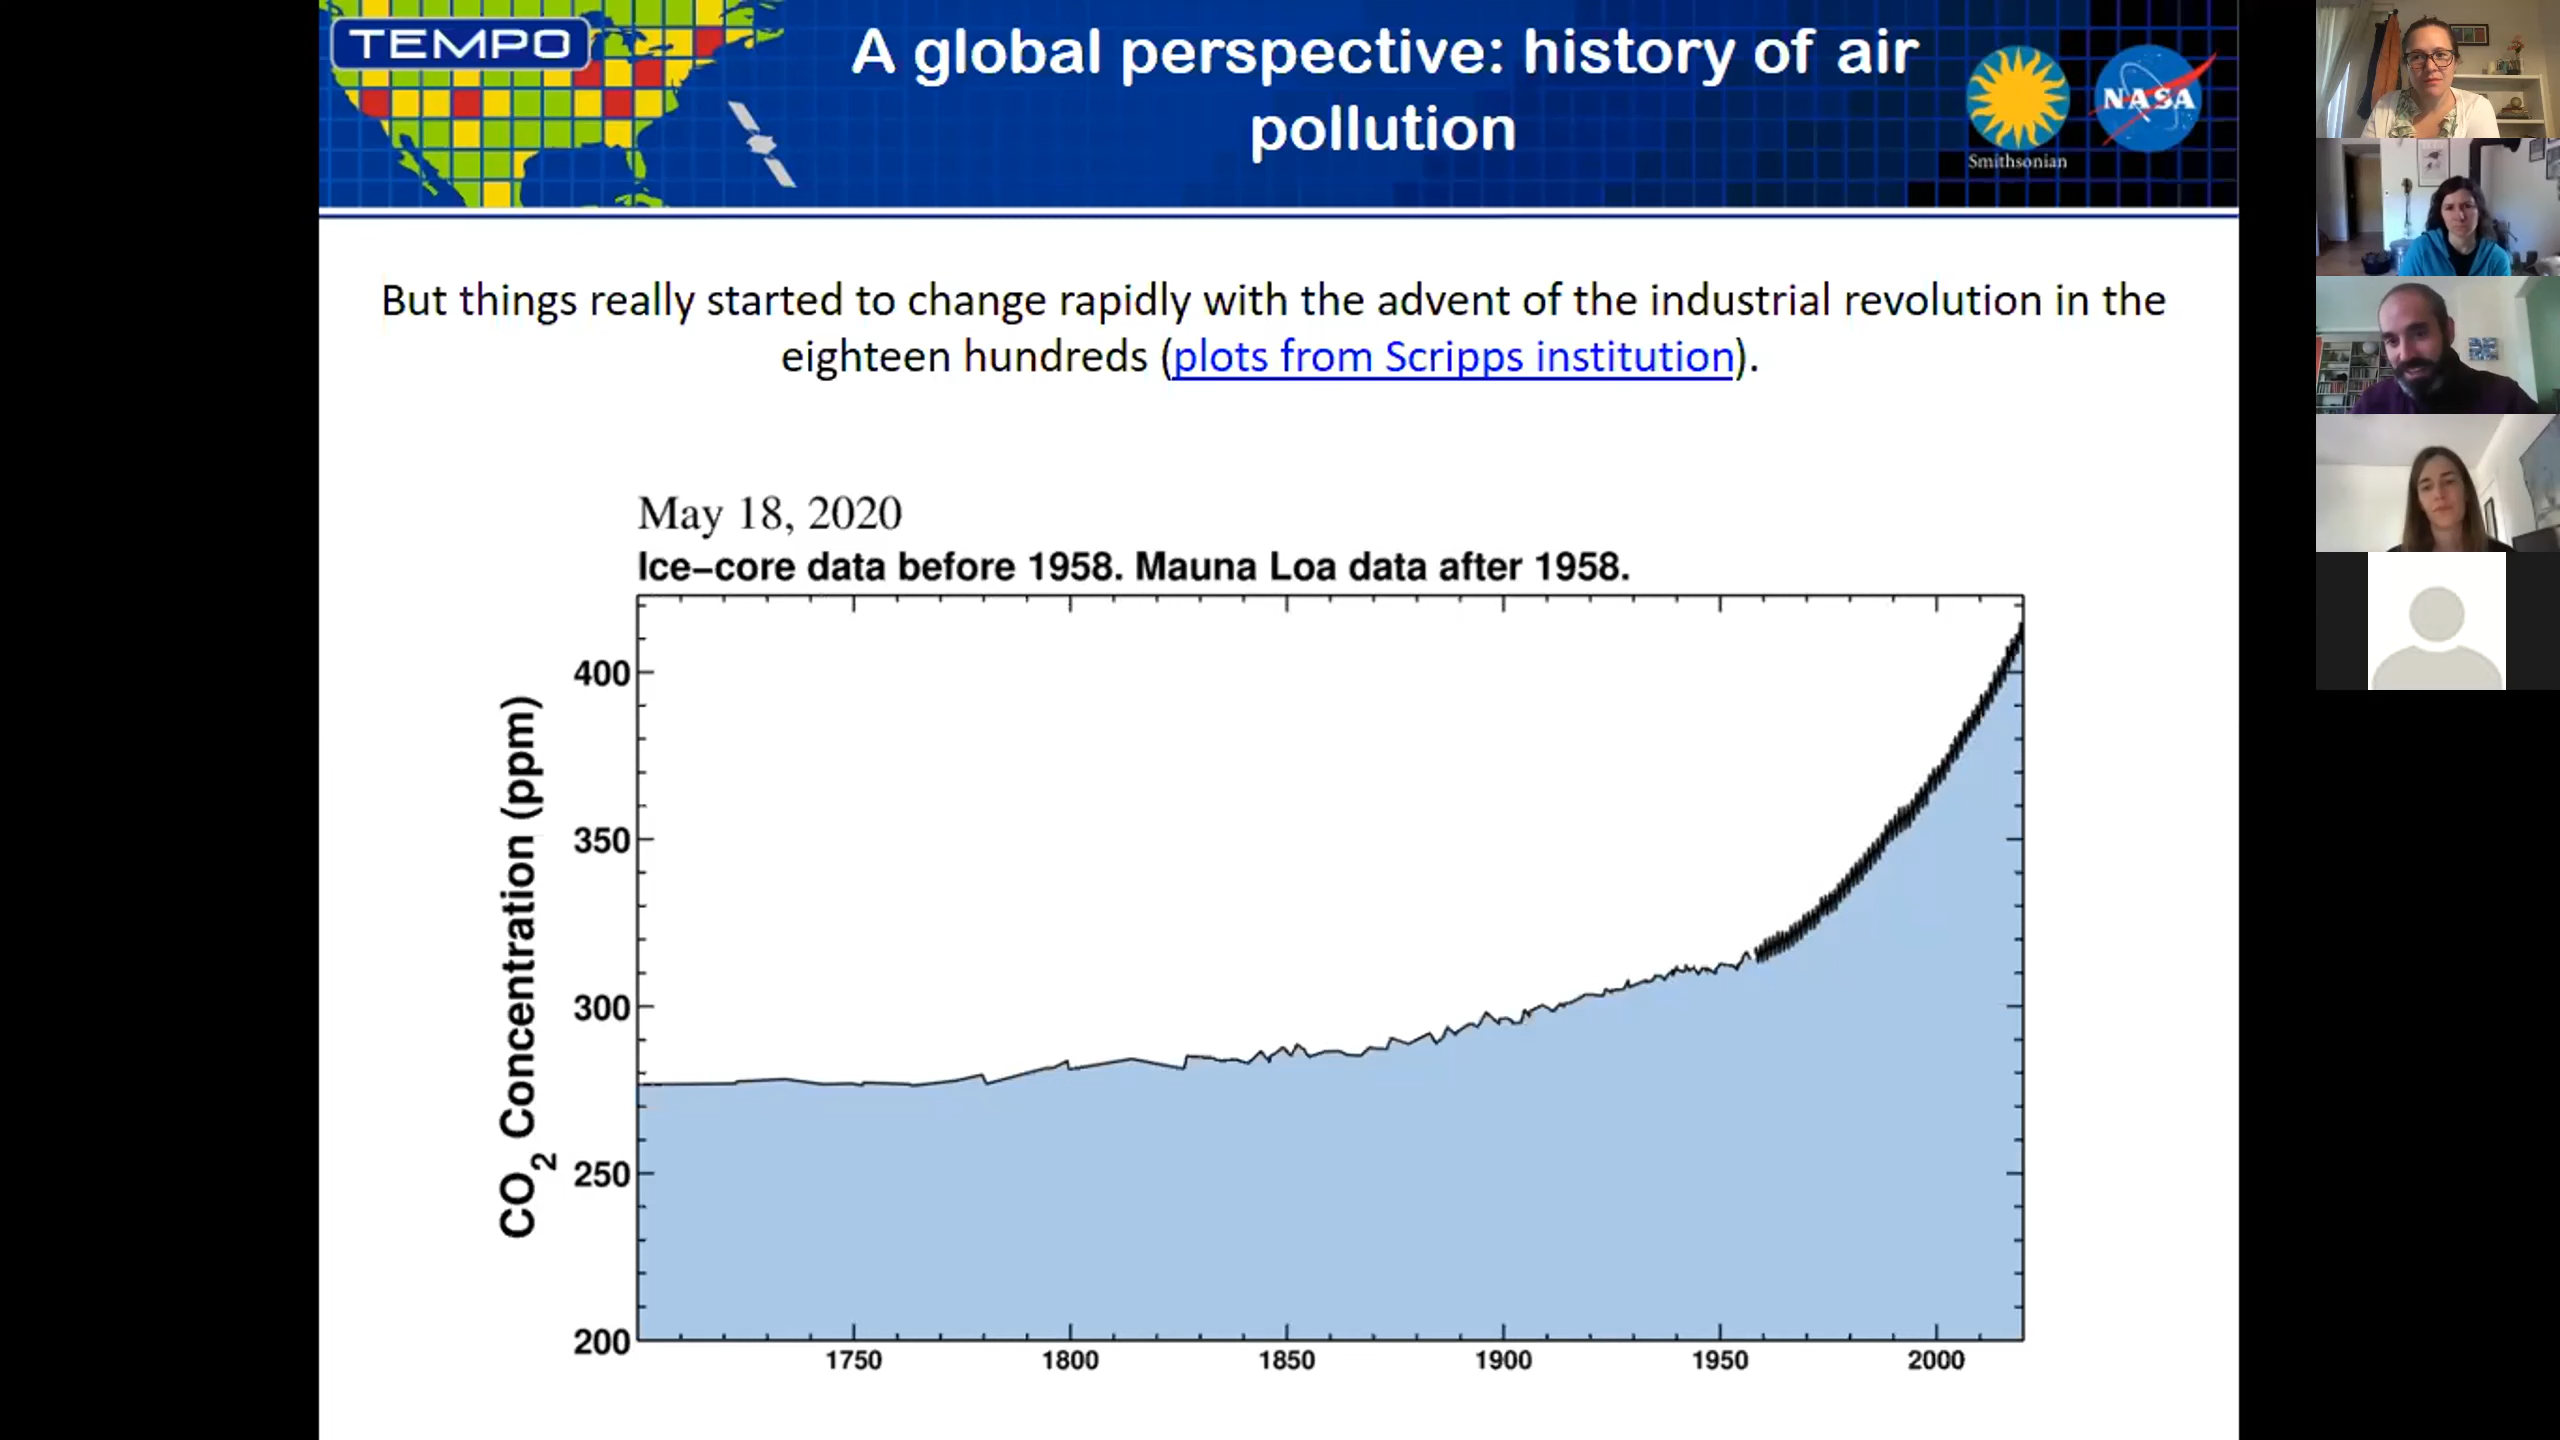 TEMPO
A global perspective: history of air
pollution
Smithsonian
NASA
But things really started to change rapidly with the advent of the industrial revolution in the
eighteen hundreds (plots from Scripps institution).
May 18, 2020
Ice-core data before 1958. Mauna Loa data after 1958.
CO2 Concentration (ppm)
400
350
300
250
200
1750 1800 1850 1900 1950 2000